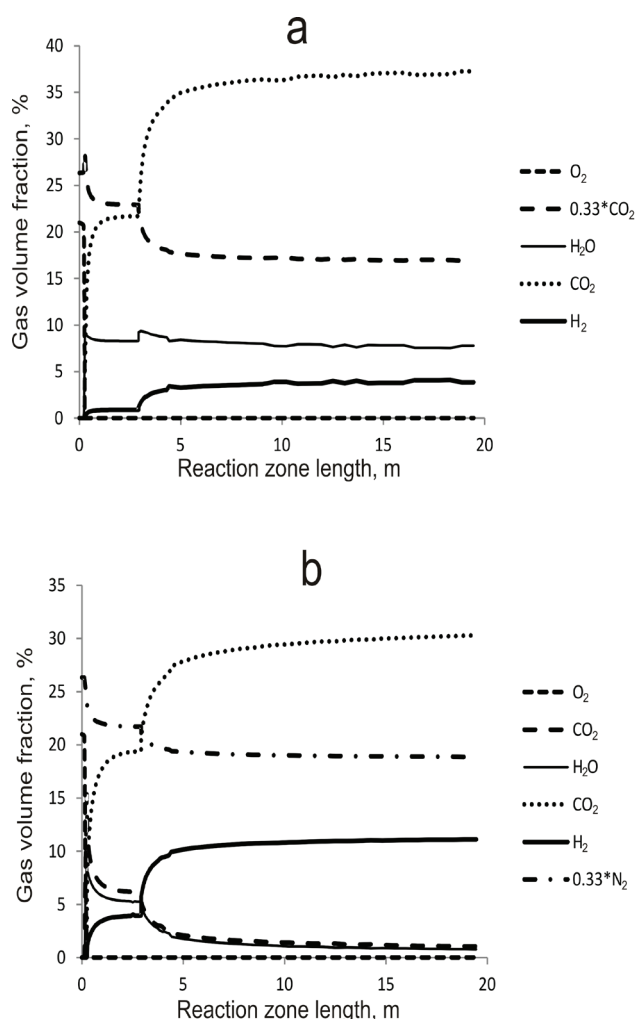 a
Gas volume fraction, %
40
35
30
25
20
15
10
5
0
0 5 10 15 20
Reaction zone length, m
O₂
0.33*CO₂
H₂O
CO₂
H₂
b
Gas volume fraction, %
35
30
25
20
15
10
5
0
0 5 10 15 20
Reaction zone length, m
O₂
CO₂
H₂O
CO₂
H₂
0.33*N₂